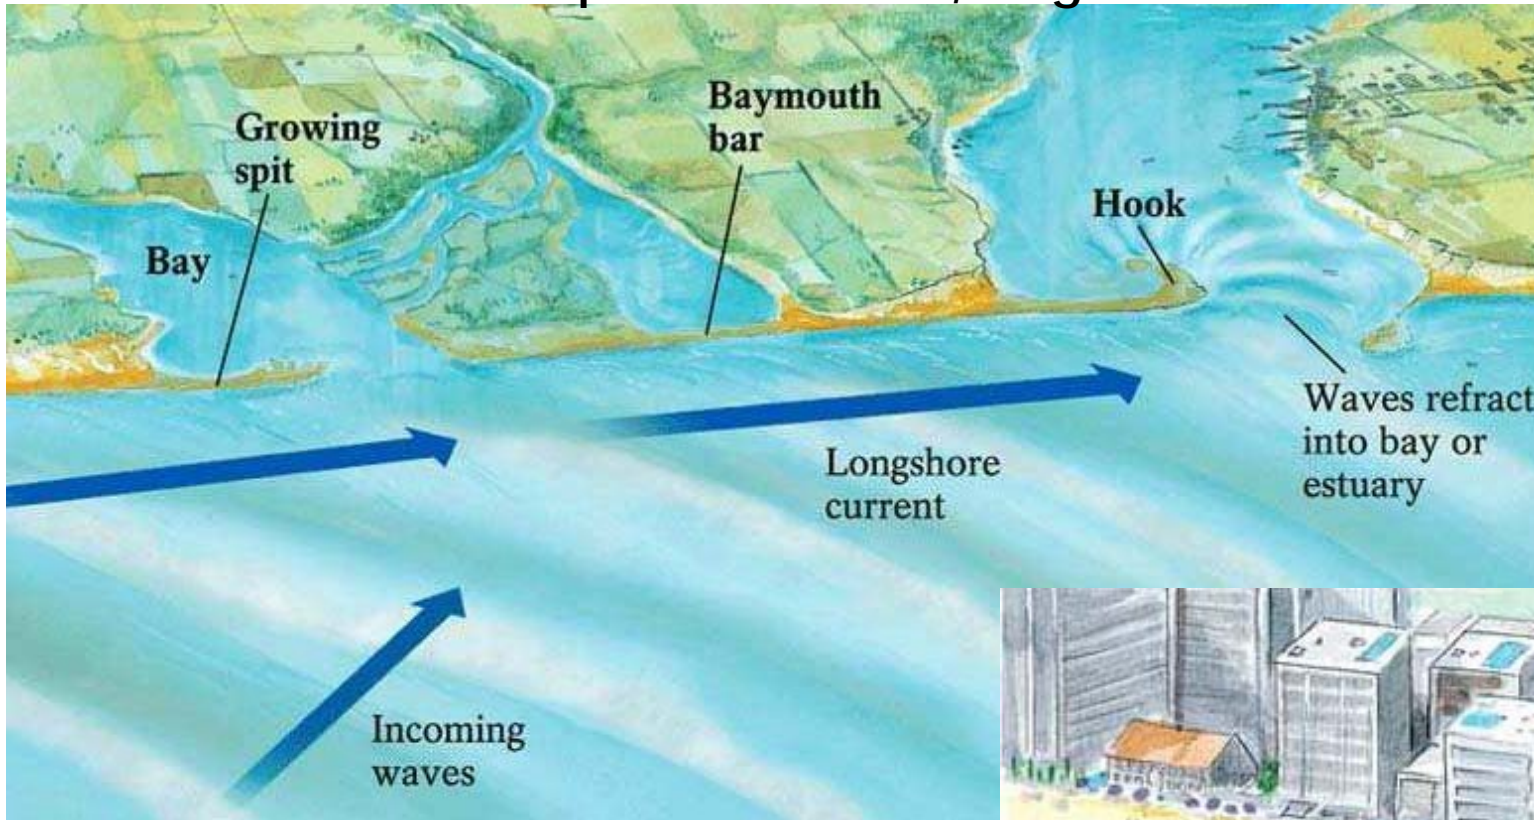 Growing
spit
Baymouth
bar
Bay
Hook
Waves refract
into bay or
estuary
Longshore
current
Incoming
waves